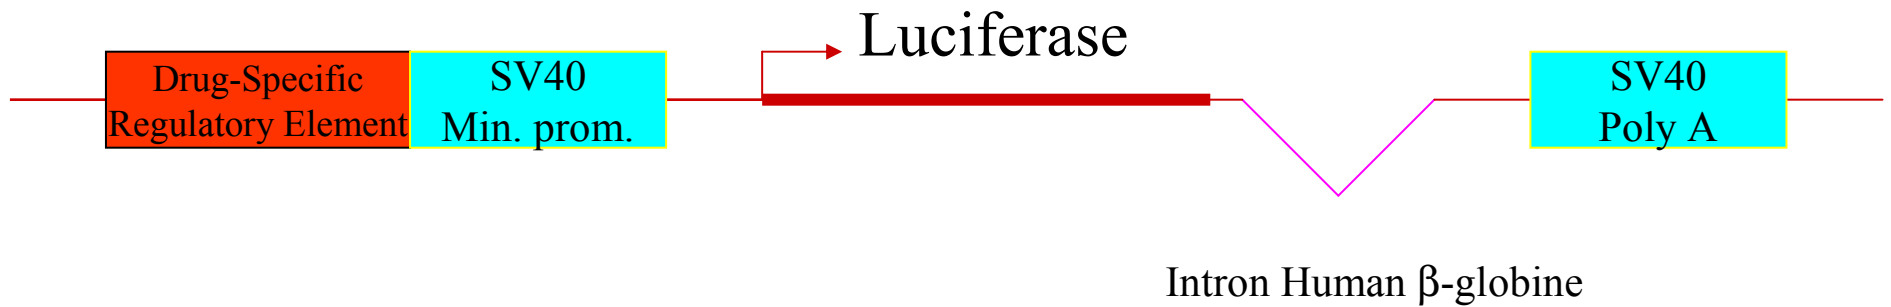 Drug-Specific
Regulatory Element
SV40
Min. prom.
Luciferase
SV40
Poly A
Intron Human β-globine